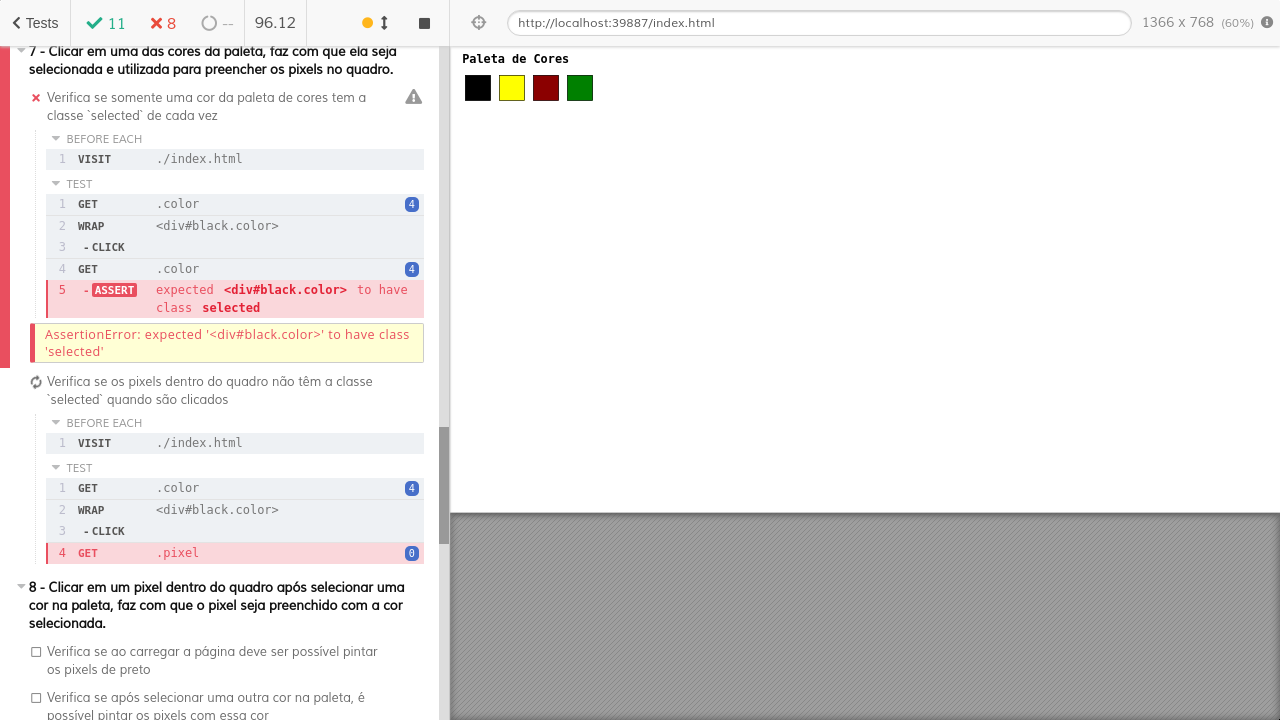 Tests 11 8 -- 96.12 http://localhost:39887/index.html 1366 x 768 (60%)
7 - Clicar em uma das cores da paleta, faz com que ela seja
selecionada e utilizada para preencher os pixels no quadro.
Verifica se somente uma cor da paleta de cores tem a
classe `selected` de cada vez
BEFORE EACH
1 VISIT ./index.html
TEST
1 GET .color 4
2 WRAP <div#black.color>
3 -CLICK
4 GET .color 4
5 -ASSERT expected <div#black.color> to have
class selected
AssertionError: expected '<div#black.color>' to have class
'selected'
Verifica se os pixels dentro do quadro não têm a classe
`selected` quando são clicados
BEFORE EACH
1 VISIT ./index.html
TEST
1 GET .color 4
2 WRAP <div#black.color>
3 -CLICK
4 GET .pixel 0
8 - Clicar em um pixel dentro do quadro após selecionar uma
cor na paleta, faz com que o pixel seja preenchido com a cor
selecionada.
Verifica se ao carregar a página deve ser possível pintar
os pixels de preto
Verifica se após selecionar uma outra cor na paleta, é
possível pintar os pixels com essa cor
Paleta de Cores